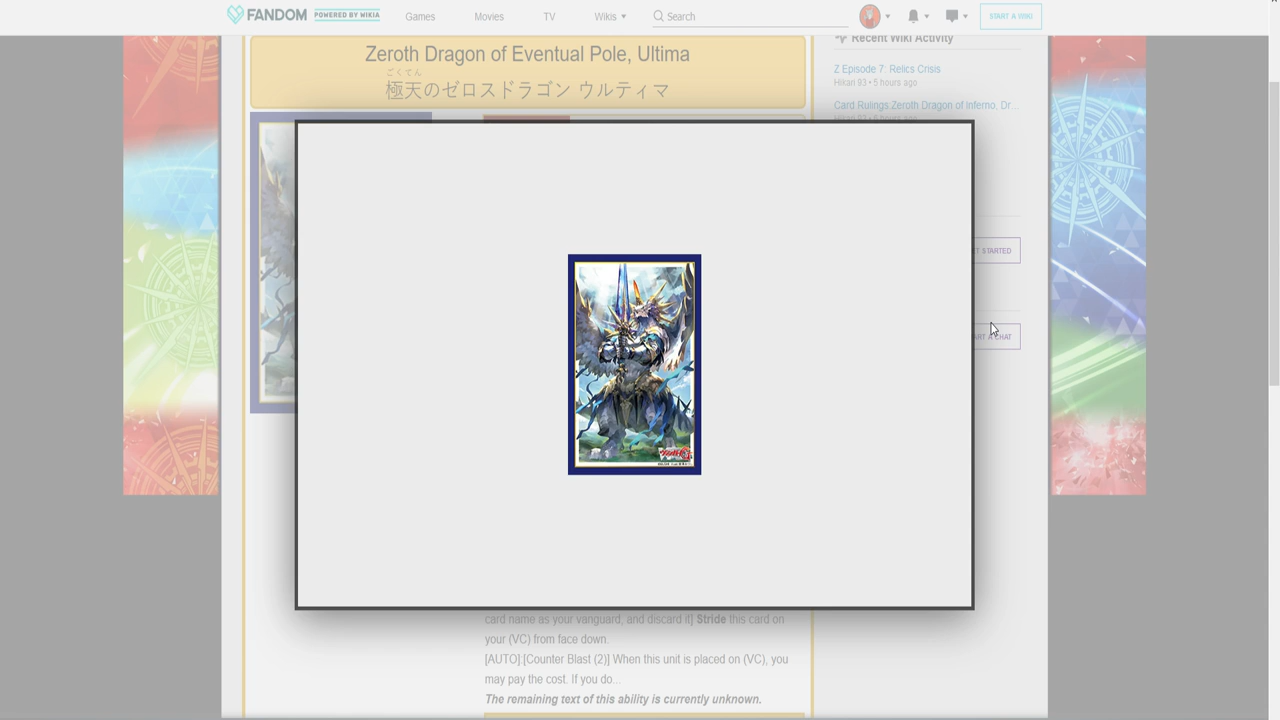 FANDOM
POWERED BY WIKIA
Games
Movies
TV
Wikis
Search
START A WIKI
Zeroth Dragon of Eventual Pole, Ultima
ごくてん
極天のゼロスドラゴン ウルティマ
Recent Wiki Activity
Z Episode 7: Relics Crisis
Hikari 93 • 5 hours ago
Card Rulings Zeroth Dragon of Inferno, Dr...
STARTED
CHAT
card name as your vanguard, and discard it] Stride this card on
your (VC) from face down.
[AUTO]:[Counter Blast (2)] When this unit is placed on (VC), you
may pay the cost. If you do...
The remaining text of this ability is currently unknown.